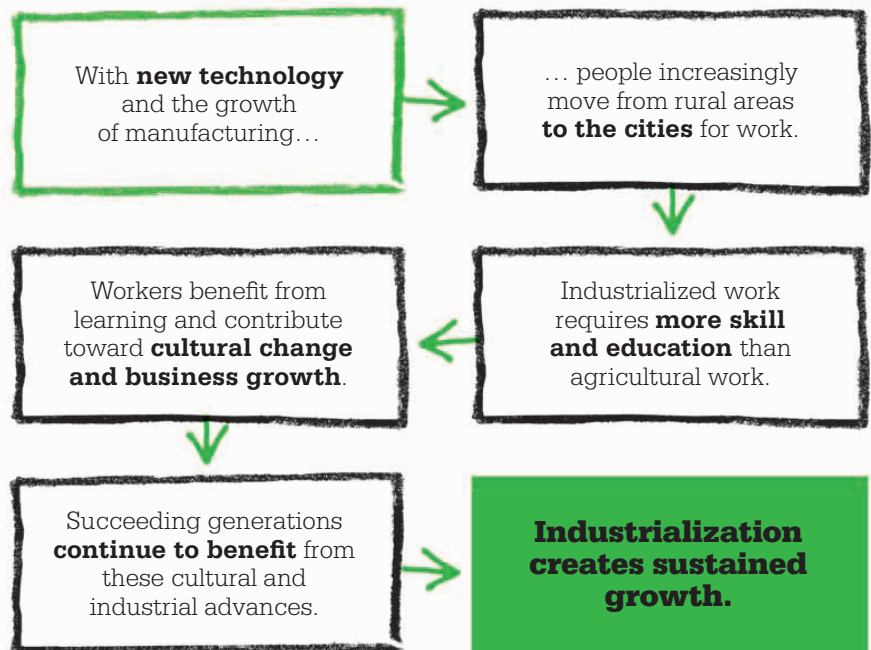 With new technology
and the growth
of manufacturing…
… people increasingly
move from rural areas
to the cities for work.
Industrialized work
requires more skill
and education than
agricultural work.
Workers benefit from
learning and contribute
toward cultural change
and business growth.
Succeeding generations
continue to benefit from
these cultural and
industrial advances.
Industrialization
creates sustained
growth.